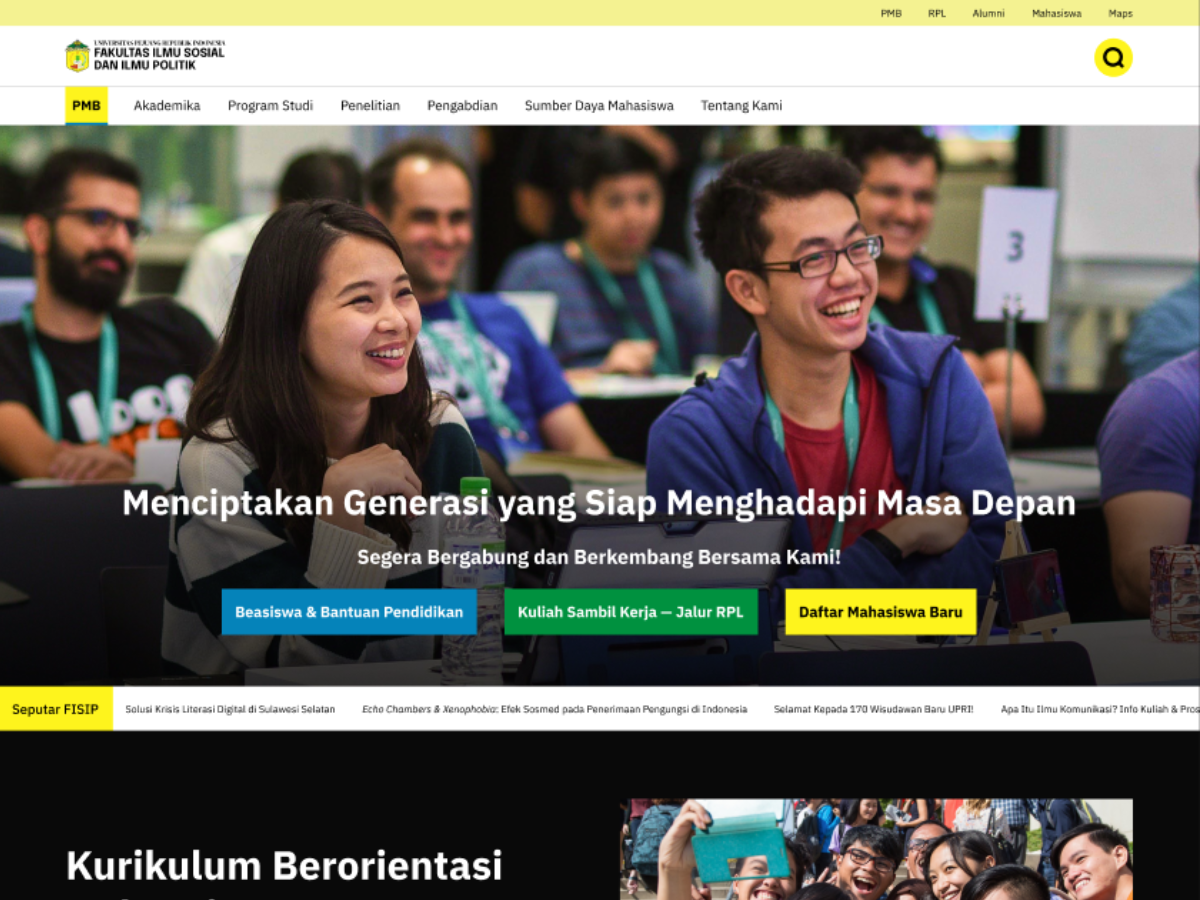 PMB RPL Alumni Mahasiswa Maps
UNIVERSITAS PEJUANG REPUBLIK INDONESIA
FAKULTAS ILMU SOSIAL
DAN ILMU POLITIK
PMB Akademika Program Studi Penelitian Pengabdian Sumber Daya Mahasiswa Tentang Kami
3
Menciptakan Generasi yang Siap Menghadapi Masa Depan
Segera Bergabung dan Berkembang Bersama Kami!
Beasiswa & Bantuan Pendidikan Kuliah Sambil Kerja — Jalur RPL Daftar Mahasiswa Baru
Seputar FISIP Solusi Krisis Literasi Digital di Sulawesi Selatan Echo Chambers & Xenophobia: Efek Sosmed pada Penerimaan Pengungsi di Indonesia Selamat Kepada 170 Wisudawan Baru UPRI! Apa Itu Ilmu Komunikasi? Info Kuliah & Pros
Kurikulum Berorientasi